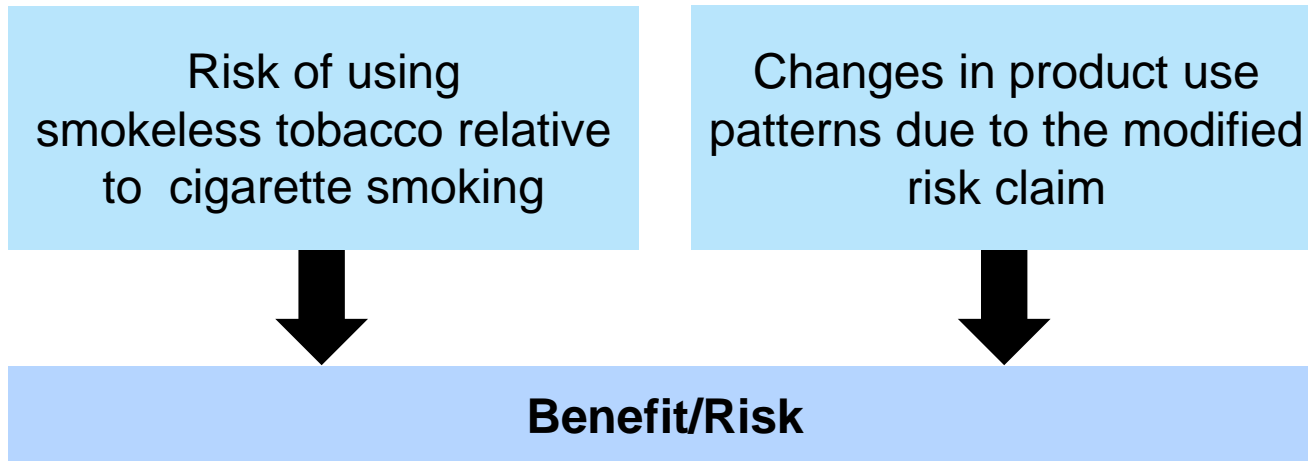 Risk of using
smokeless tobacco relative
to cigarette smoking
Changes in product use
patterns due to the modified
risk claim
Benefit/Risk